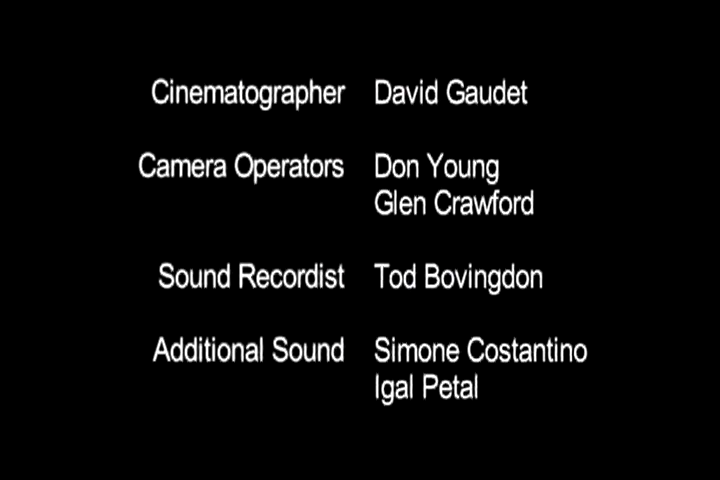 Cinematographer David Gaudet
Camera Operators Don Young
Glen Crawford
Sound Recordist Tod Bovingdon
Additional Sound Simone Costantino
Igal Petal